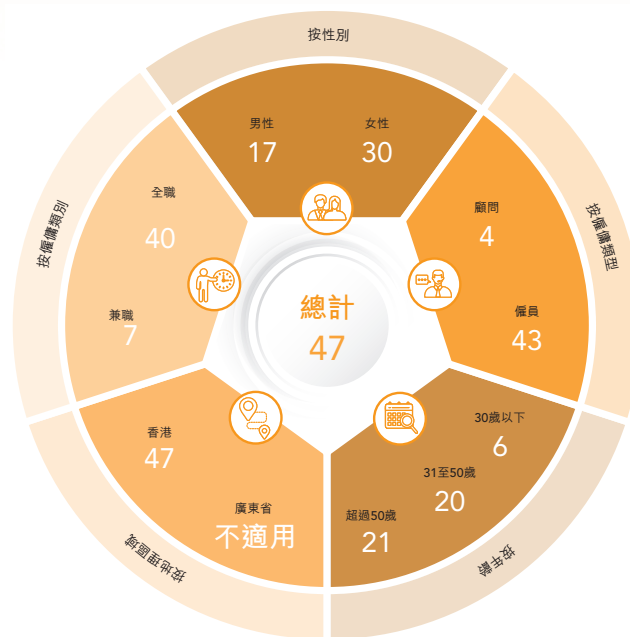 按性別
男性
17
女性
30
按僱傭類型
顧問
4
僱員
43
按年齡
30歲以下
6
31至50歲
20
超過50歲
21
按地理區域
香港
47
廣東省
不適用
按僱傭類別
全職
40
兼職
7
總計
47